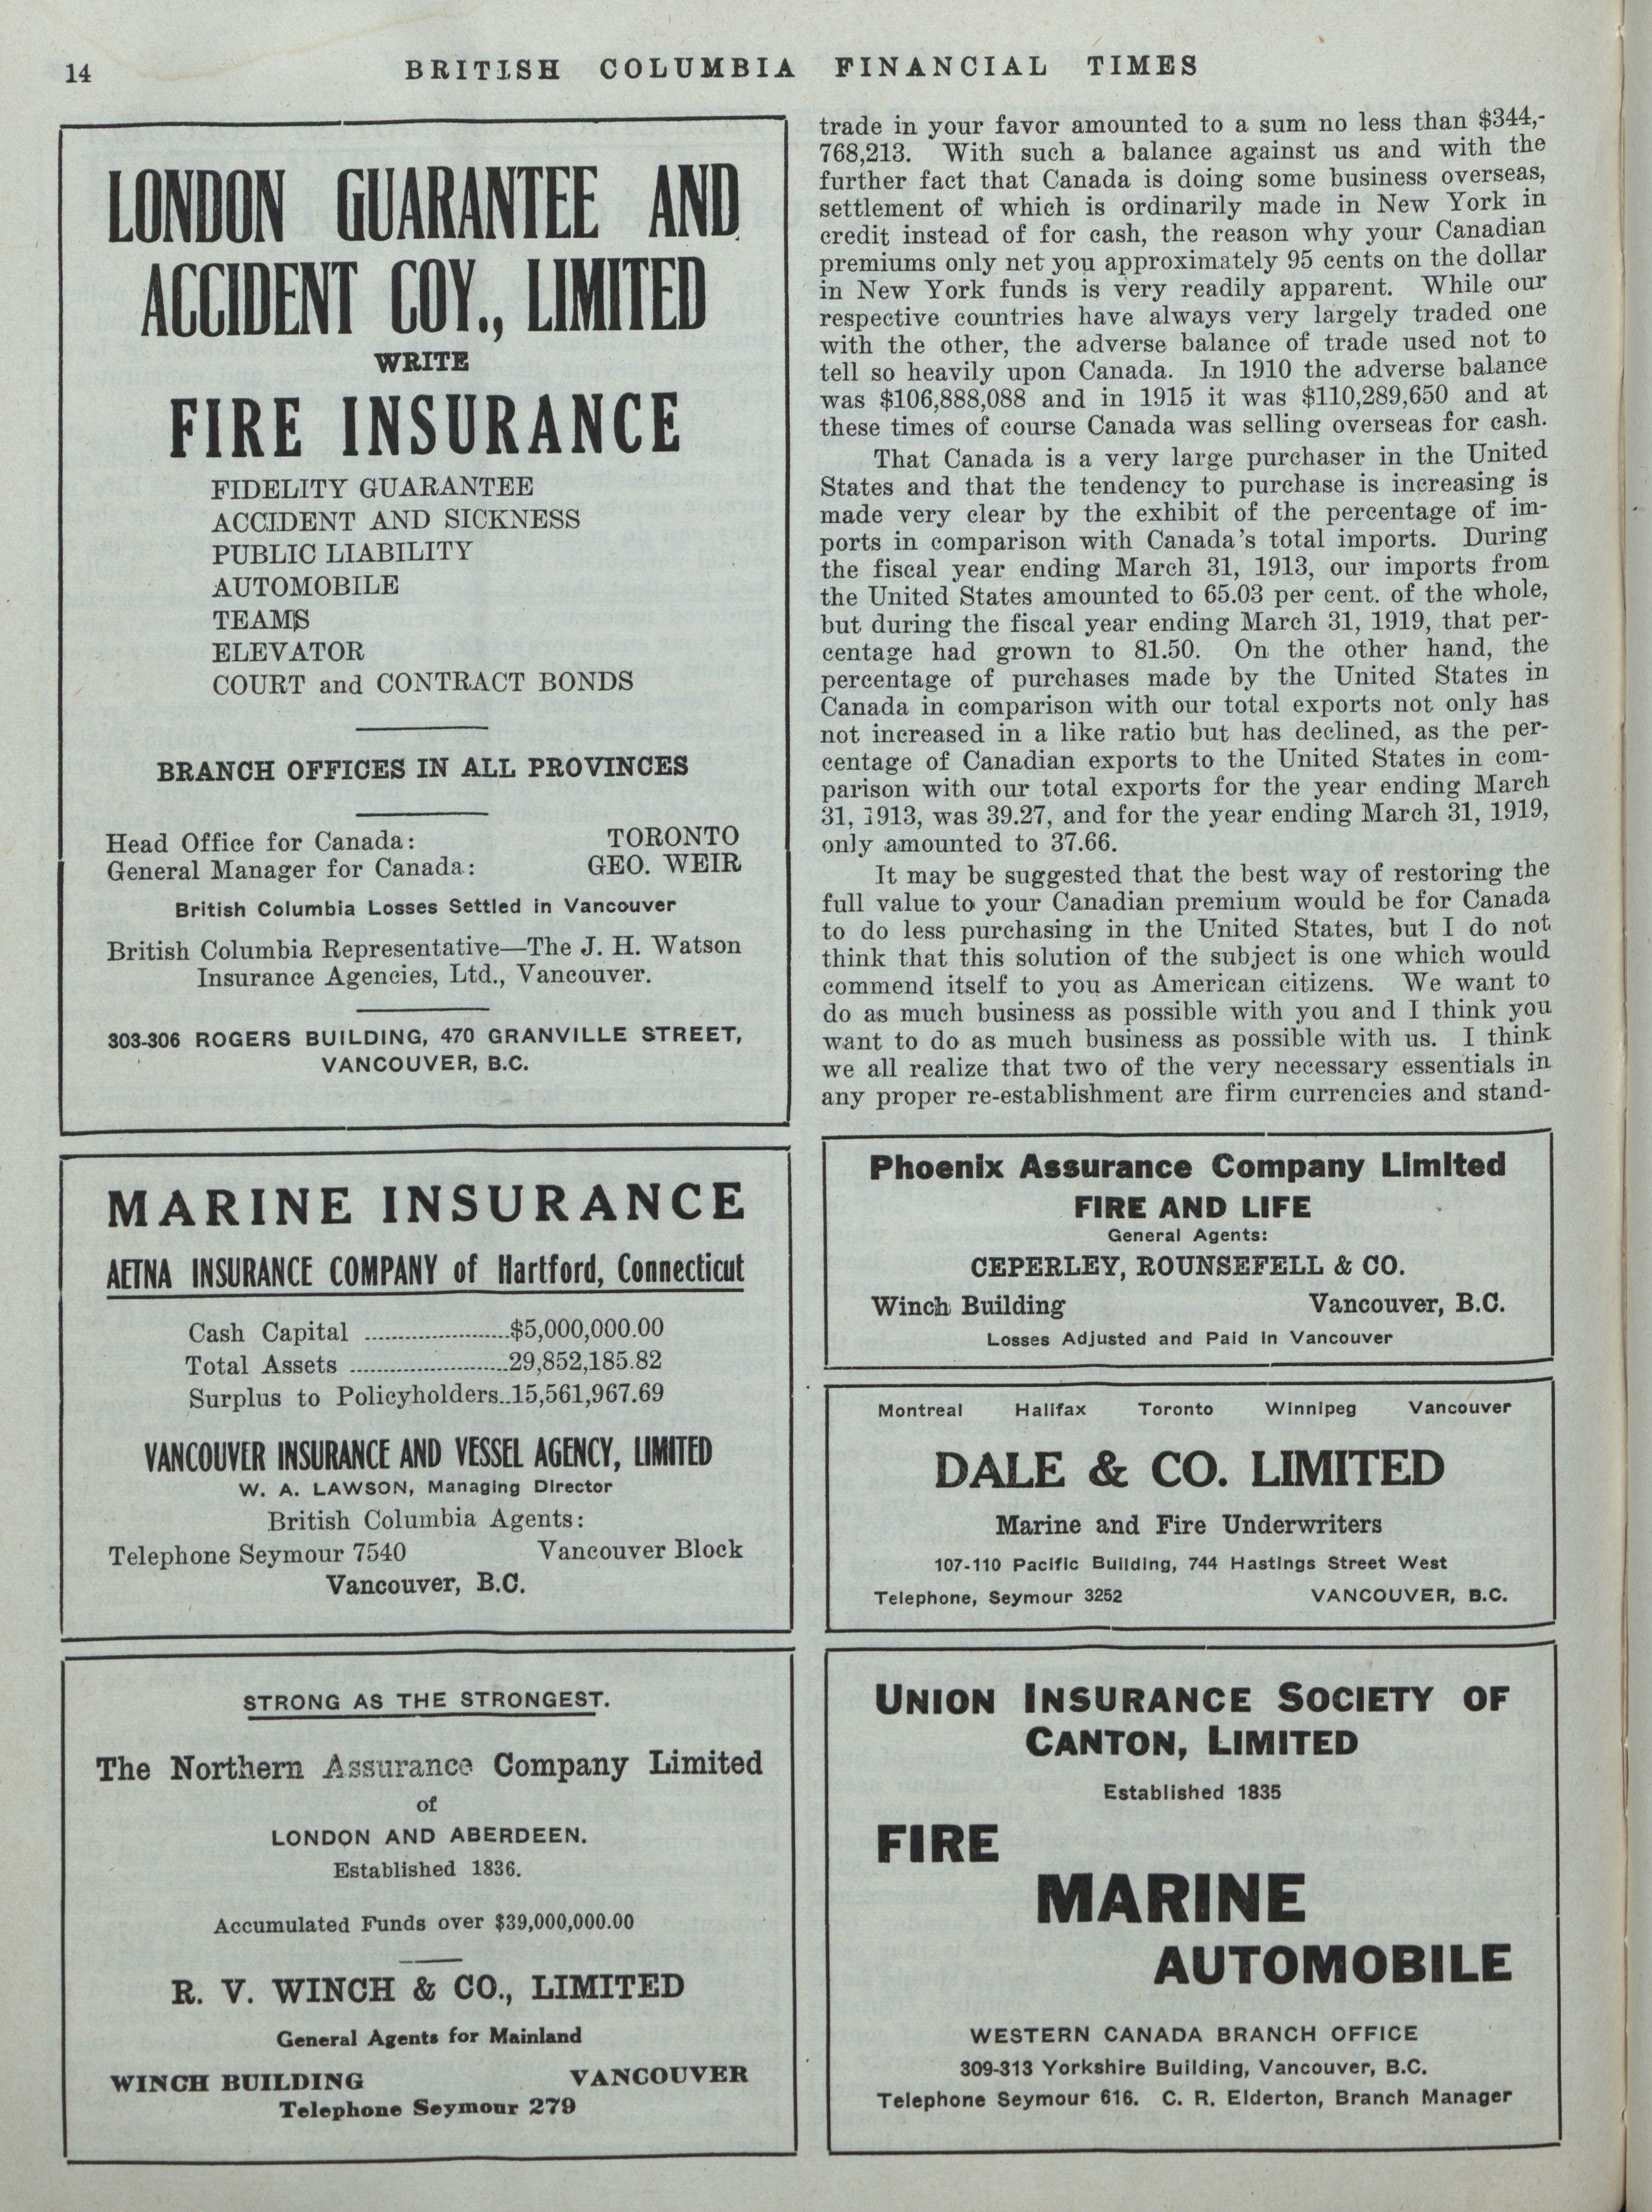 14
BRITISH COLUMBIA FINANCIAL TIMES
LONDON GUARANTEE AND
ACCIDENT COY., LIMITED
WRITE
FIRE INSURANCE
FIDELITY GUARANTEE
ACCIDENT AND SICKNESS
PUBLIC LIABILITY
AUTOMOBILE
TEAMS
ELEVATOR
COURT and CONTRACT BONDS
BRANCH OFFICES IN ALL PROVINCES
Head Office for Canada: TORONTO
General Manager for Canada: GEO. WEIR
British Columbia Losses Settled in Vancouver
British Columbia Representative—The J. H. Watson
Insurance Agencies, Ltd., Vancouver.
303-306 ROGERS BUILDING, 470 GRANVILLE STREET,
VANCOUVER, B.C.
MARINE INSURANCE
AETNA INSURANCE COMPANY of Hartford, Connecticut
Cash Capital ......................$5,000,000.00
Total Assets ........................29,852,185.82
Surplus to Policyholders..15,561,967.69
VANCOUVER INSURANCE AND VESSEL AGENCY, LIMITED
W. A. LAWSON, Managing Director
British Columbia Agents:
Telephone Seymour 7540 Vancouver Block
Vancouver, B.C.
STRONG AS THE STRONGEST.
The Northern Assurance Company Limited
of
LONDON AND ABERDEEN.
Established 1836.
Accumulated Funds over $39,000,000.00
R. V. WINCH & CO., LIMITED
General Agents for Mainland
WINCH BUILDING VANCOUVER
Telephone Seymour 279
trade in your favor amounted to a sum no less than $344,-
768,213. With such a balance against us and with the
further fact that Canada is doing some business overseas,
settlement of which is ordinarily made in New York in
credit instead of for cash, the reason why your Canadian
premiums only net you approximately 95 cents on the dollar
in New York funds is very readily apparent. While our
respective countries have always very largely traded one
with the other, the adverse balance of trade used not to
tell so heavily upon Canada. In 1910 the adverse balance
was $106,888,088 and in 1915 it was $110,289,650 and at
these times of course Canada was selling overseas for cash.
That Canada is a very large purchaser in the United
States and that the tendency to purchase is increasing is
made very clear by the exhibit of the percentage of im-
ports in comparison with Canada's total imports. During
the fiscal year ending March 31, 1913, our imports from
the United States amounted to 65.03 per cent. of the whole,
but during the fiscal year ending March 31, 1919, that per-
centage had grown to 81.50. On the other hand, the
percentage of purchases made by the United States in
Canada in comparison with our total exports not only has
not increased in a like ratio but has declined, as the per-
centage of Canadian exports to the United States in com-
parison with our total exports for the year ending March
31, 1913, was 39.27, and for the year ending March 31, 1919,
only amounted to 37.66.
It may be suggested that the best way of restoring the
full value to your Canadian premium would be for Canada
to do less purchasing in the United States, but I do not
think that this solution of the subject is one which would
commend itself to you as American citizens. We want to
do as much business as possible with you and I think you
want to do as much business as possible with us. I think
we all realize that two of the very necessary essentials in
any proper re-establishment are firm currencies and stand-
Phoenix Assurance Company Limited
FIRE AND LIFE
General Agents:
CEPERLEY, ROUNSEFELL & CO.
Winch Building Vancouver, B.C.
Losses Adjusted and Paid in Vancouver
Montreal Halifax Toronto Winnipeg Vancouver
DALE & CO. LIMITED
Marine and Fire Underwriters
107-110 Pacific Building, 744 Hastings Street West
Telephone, Seymour 3252 VANCOUVER, B.C.
UNION INSURANCE SOCIETY OF
CANTON, LIMITED
Established 1835
FIRE
MARINE
AUTOMOBILE
WESTERN CANADA BRANCH OFFICE
309-313 Yorkshire Building, Vancouver, B.C.
Telephone Seymour 616. C. R. Elderton, Branch Manager